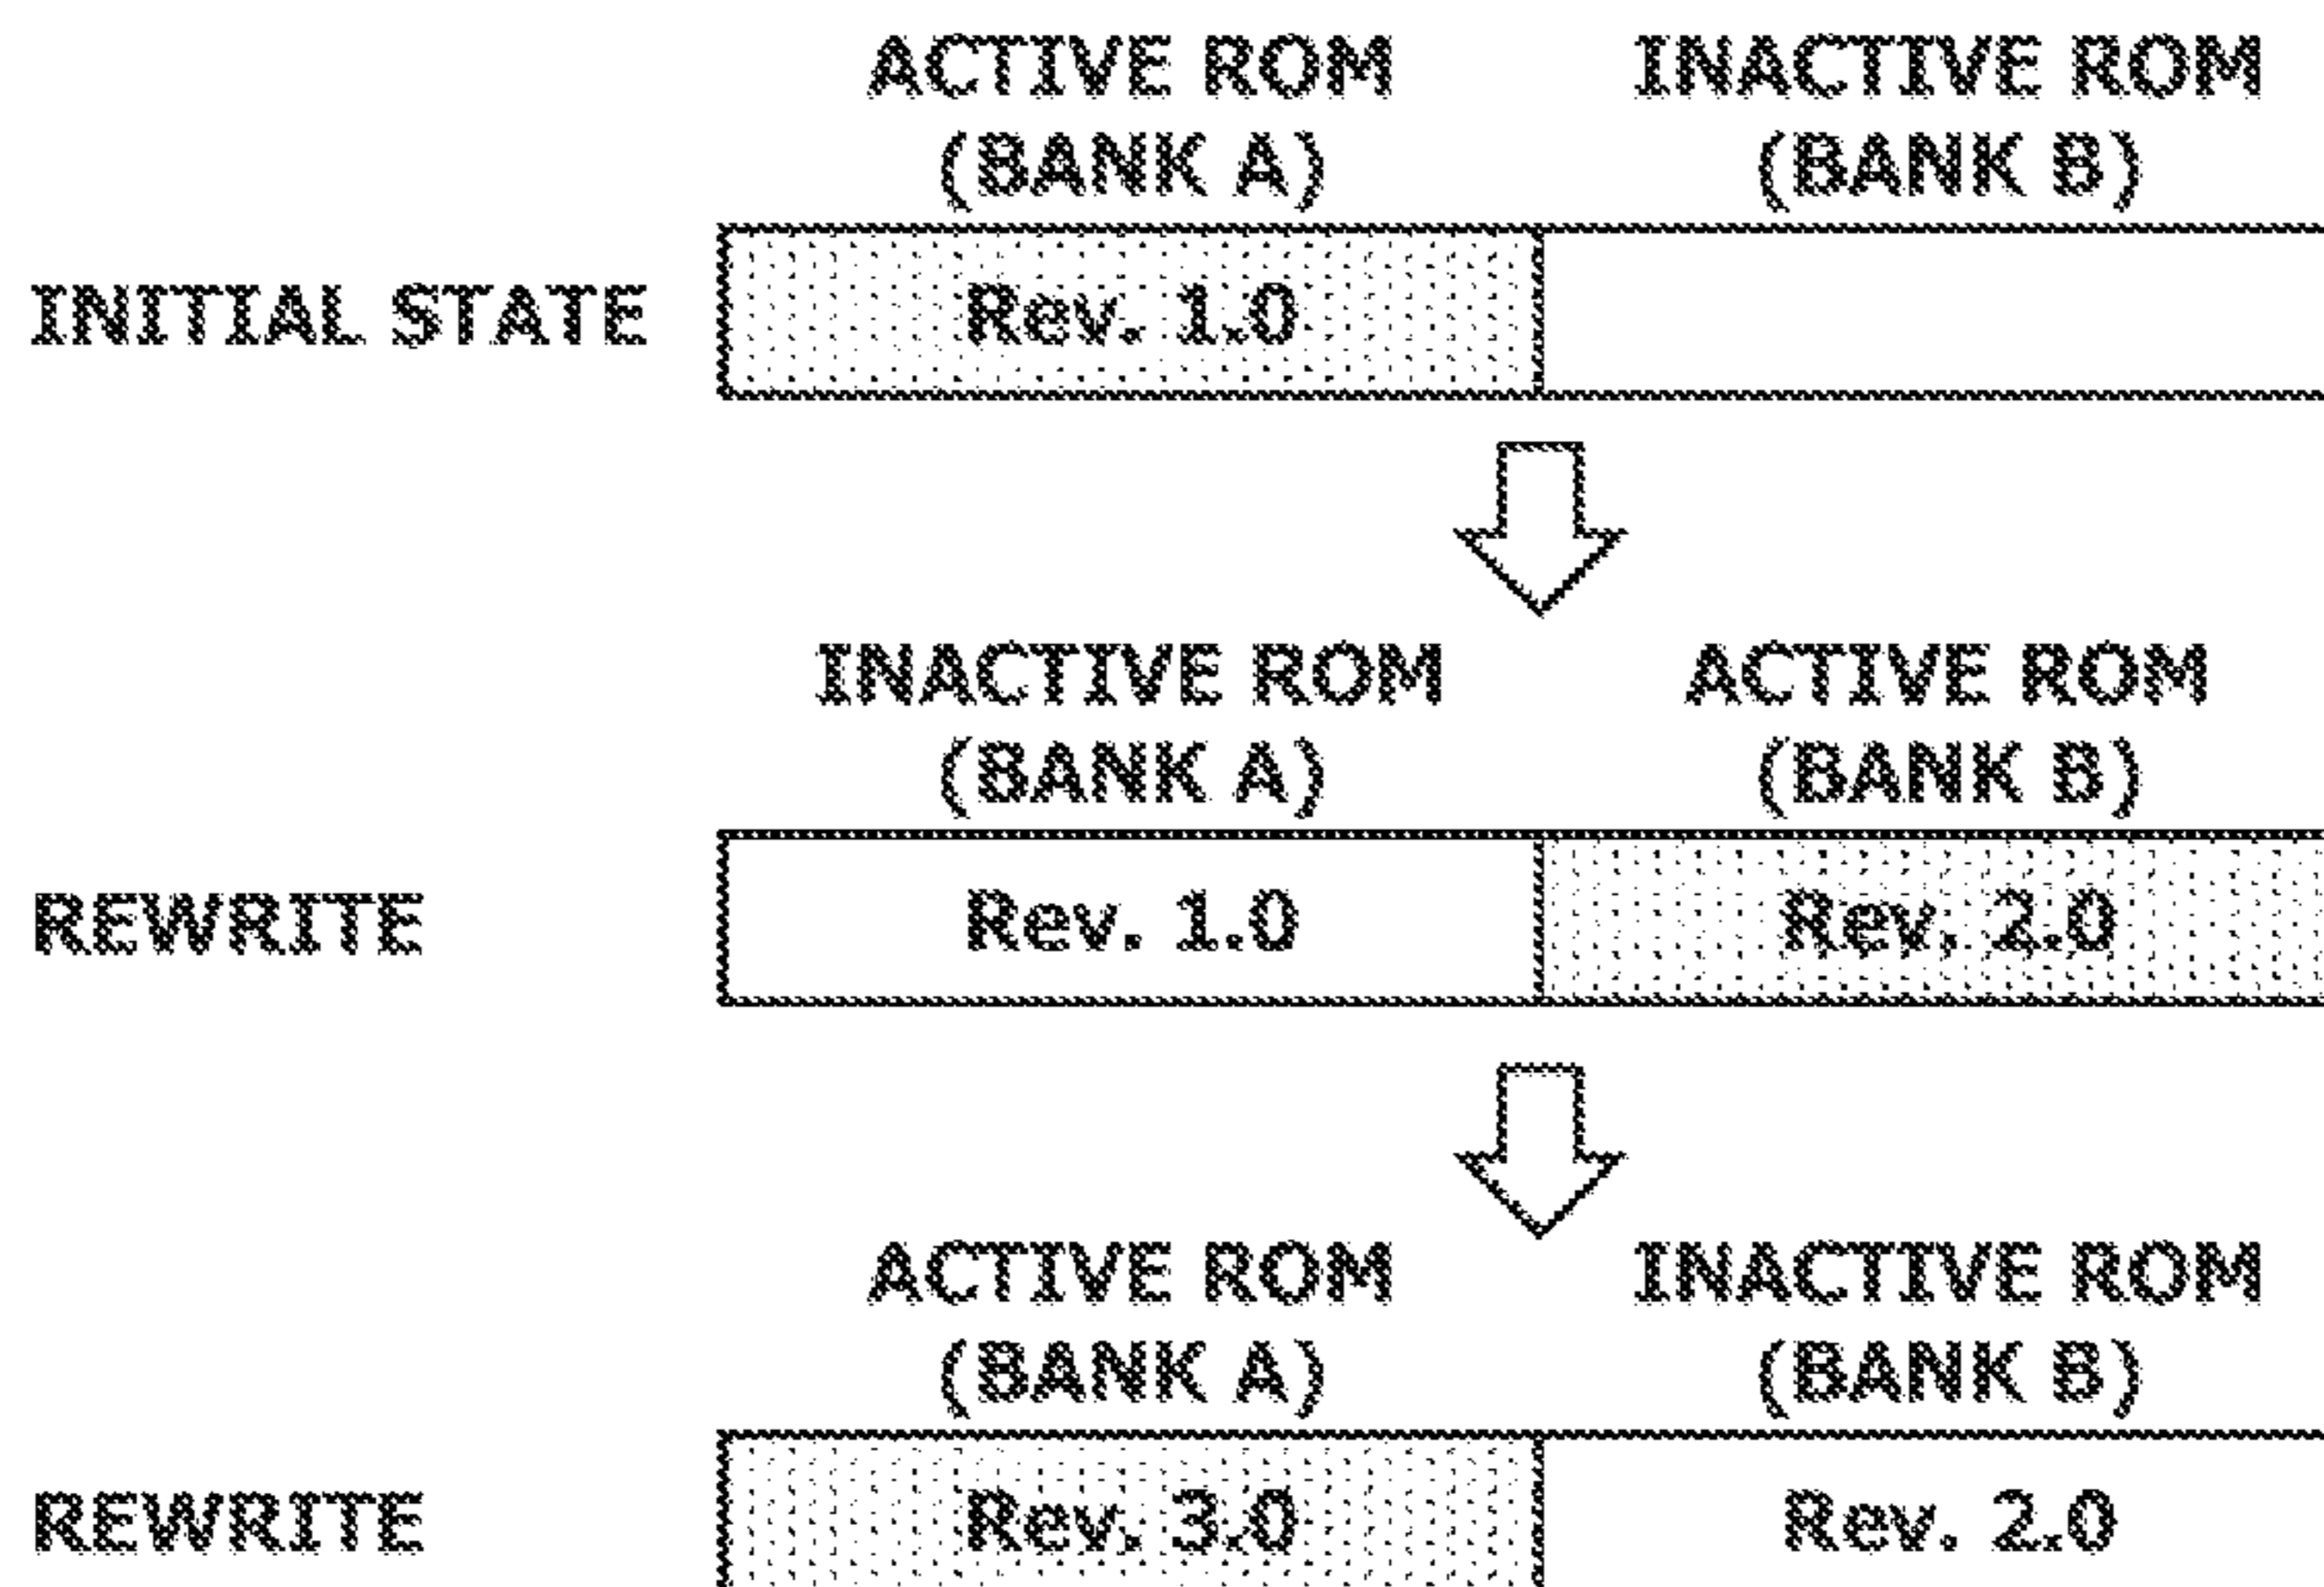 ACTIVE ROM INACTIVE ROM
(BANK A) (BANK B)
INITIAL STATE Rev. 1.0
INACTIVE ROM ACTIVE ROM
(BANK A) (BANK B)
REWRITE Rev. 1.0 Rev. 2.0
ACTIVE ROM INACTIVE ROM
(BANK A) (BANK B)
REWRITE Rev. 3.0 Rev. 2.0